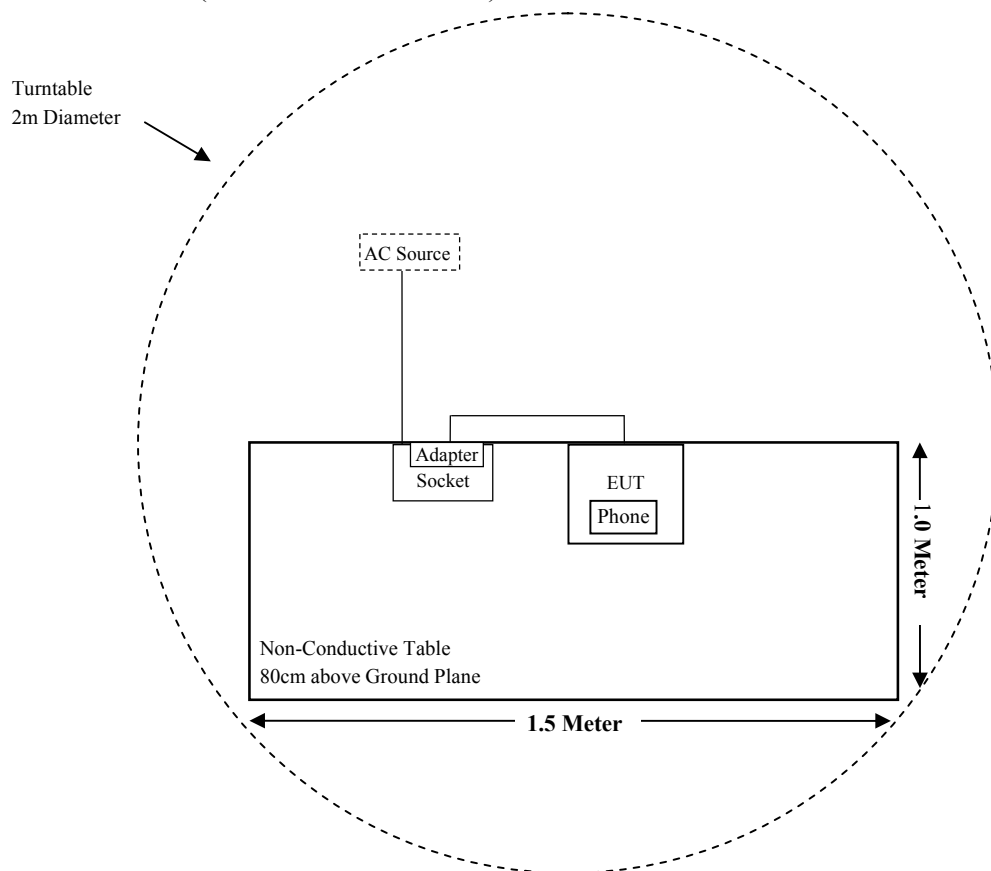 Turntable
2m Diameter
AC Source
Adapter
Socket
EUT
Phone
1.0 Meter
Non-Conductive Table
80cm above Ground Plane
1.5 Meter